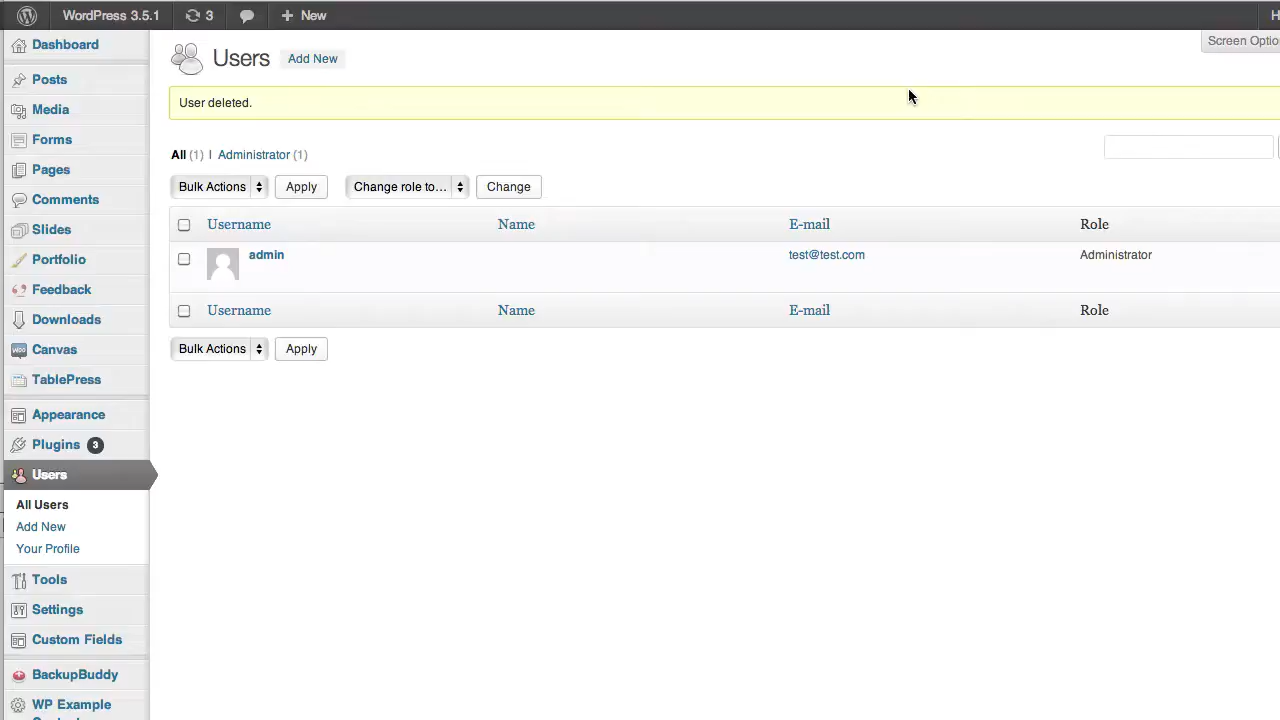 WordPress 3.5.1 3 + New H
Dashboard
Posts
Media
Forms
Pages
Comments
Slides
Portfolio
Feedback
Downloads
Canvas
TablePress
Appearance
Plugins 3
Users
All Users
Add New
Your Profile
Tools
Settings
Custom Fields
BackupBuddy
WP Example
Users Add New
Screen Optio
User deleted.
All (1) | Administrator (1)
Bulk Actions Apply Change role to... Change
Username Name E-mail Role
admin test@test.com Administrator
Username Name E-mail Role
Bulk Actions Apply